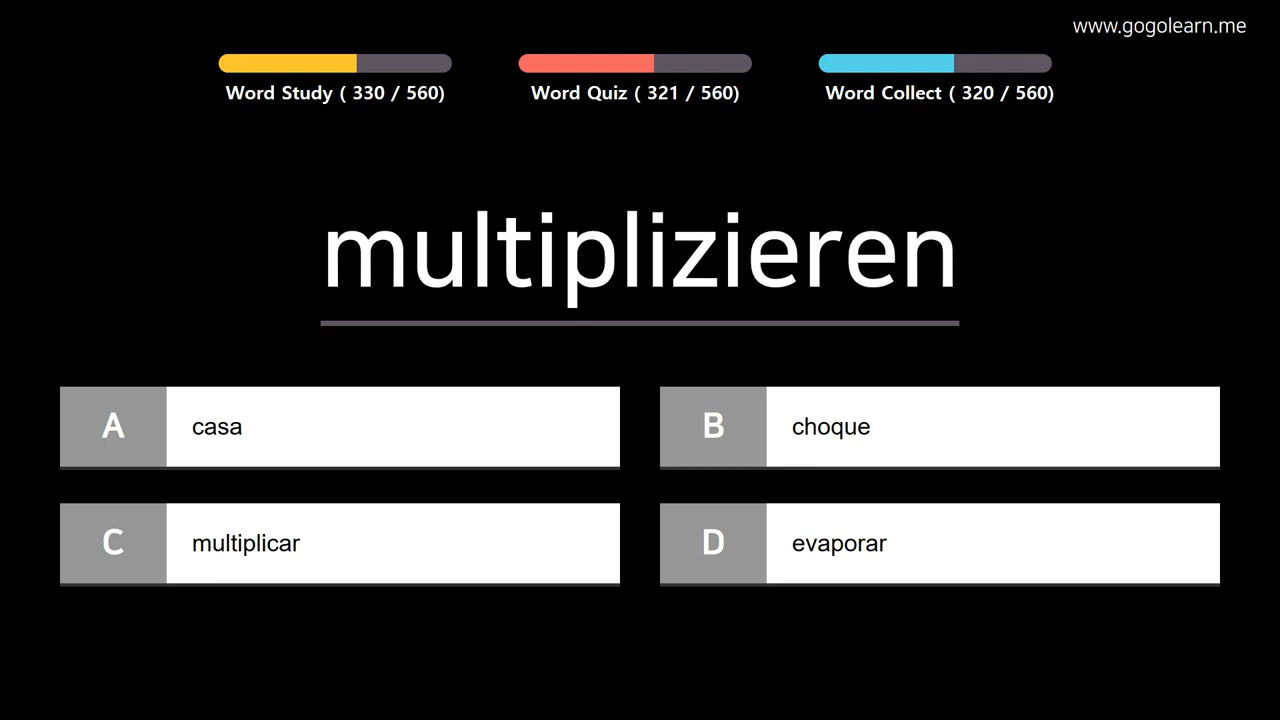 www.gogolearn.me
Word Study ( 330 / 560)
Word Quiz ( 321 / 560)
Word Collect ( 320 / 560)
multiplizieren
A casa
B choque
C multiplicar
D evaporar